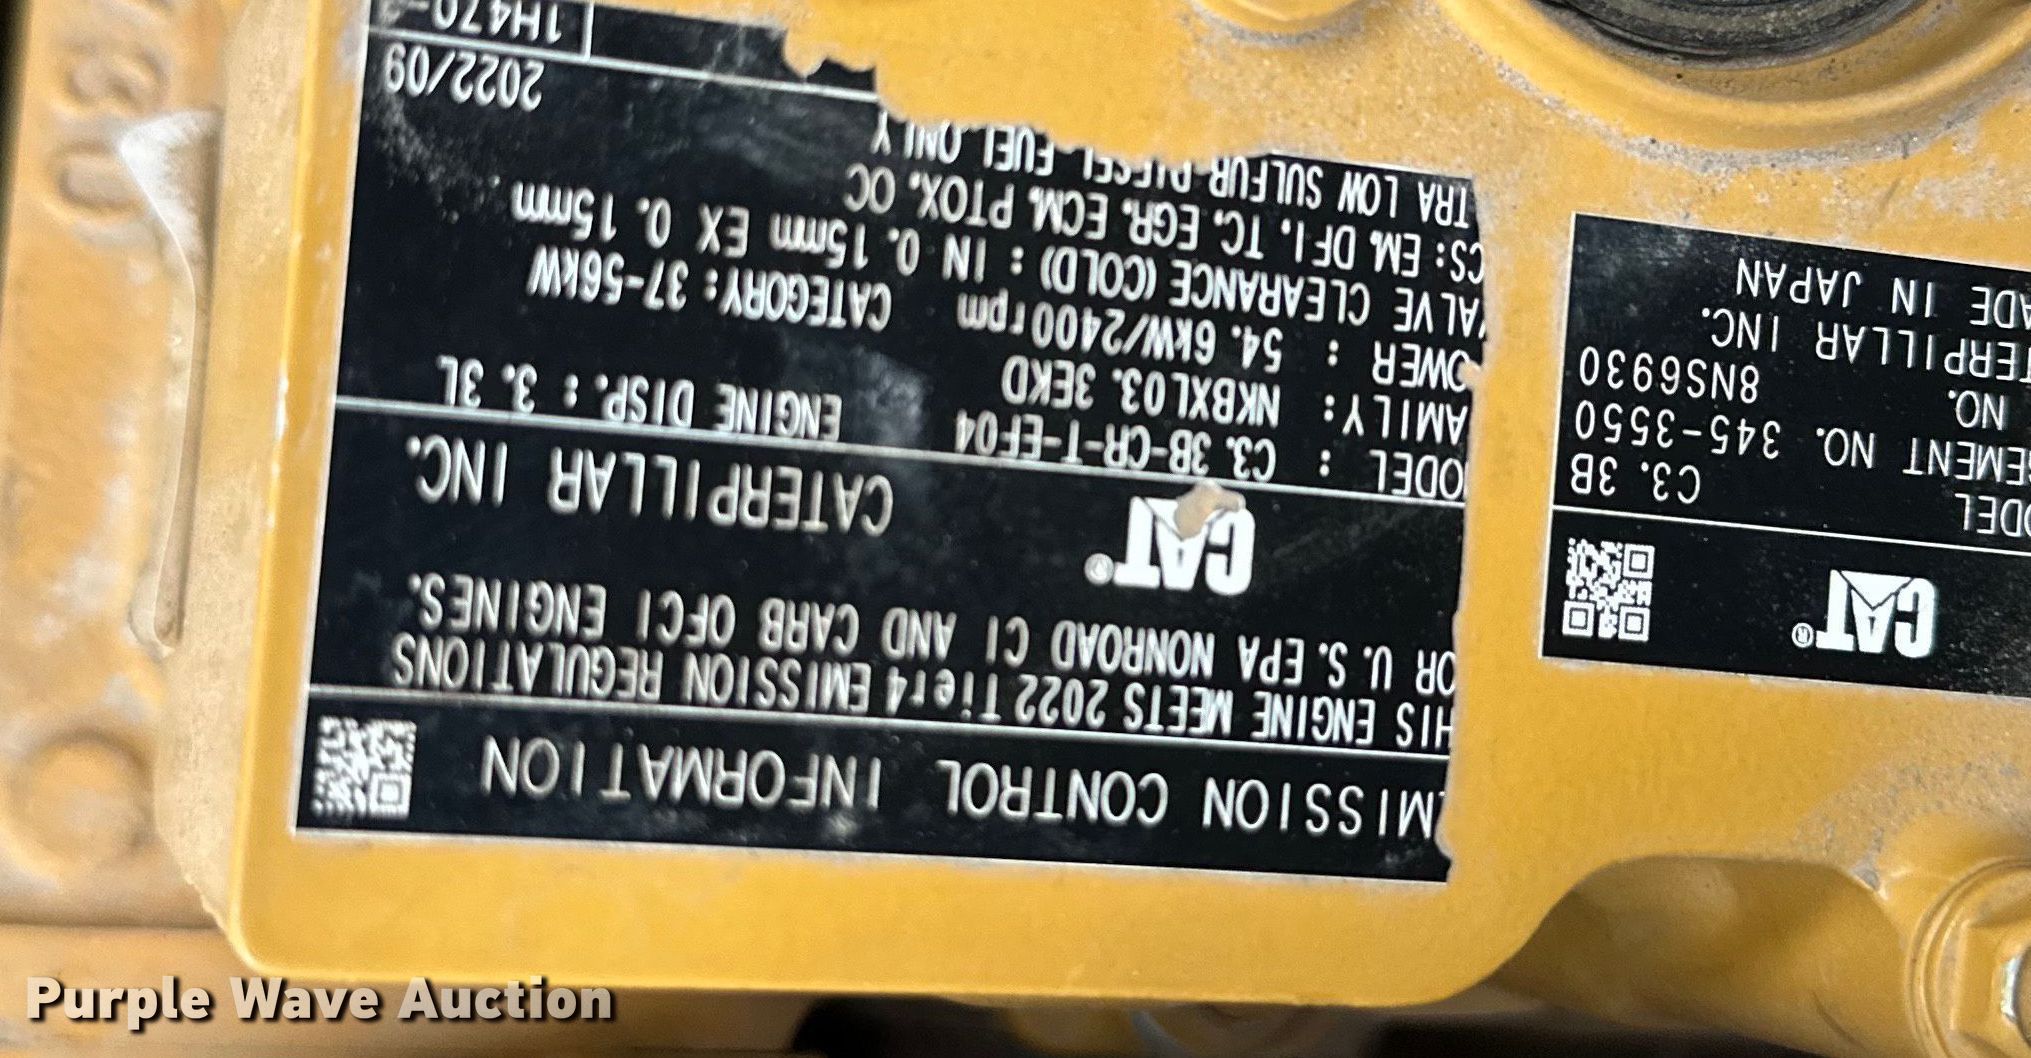 EMISSION CONTROL INFORMATION
HIS ENGINE MEETS 2022 Tier4 EMISSION REGULATIONS
OR U.S. EPA NONROAD CI AND CARB OFCI ENGINES.
CAT® CATERPILLAR INC.
ODEL : C3.3B-CR-T-EF04 ENGINE DISP.: 3.3L
AMILY: NKBXL03.3EKD
OWER : 54.6kW/2400rpm CATEGORY: 37-56kW
VALVE CLEARANCE (COLD) : IN 0.15mm EX 0.15mm
CS: EM, DFI, TC, EGR, ECM, PTOX, OC
TRA LOW SULFUR DIESEL FUEL ONLY
2022/09
1H470-
CAT®
ODEL C3.3B
EMENT NO. 345-3550
NO. 8NS6930
TERPILLAR INC.
ADE IN JAPAN
Purple Wave Auction